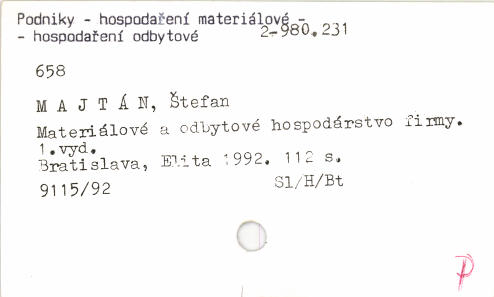 Podniky - hospodaření materiálové -
- hospodaření odbytové
2-980.231
658
M A J T Á N, Štefan
Materiálové a odbytové hospodárstvo firmy.
1.vyd.
Bratislava, Elita 1992. 112 s.
9115/92 Sl/H/Bt
P